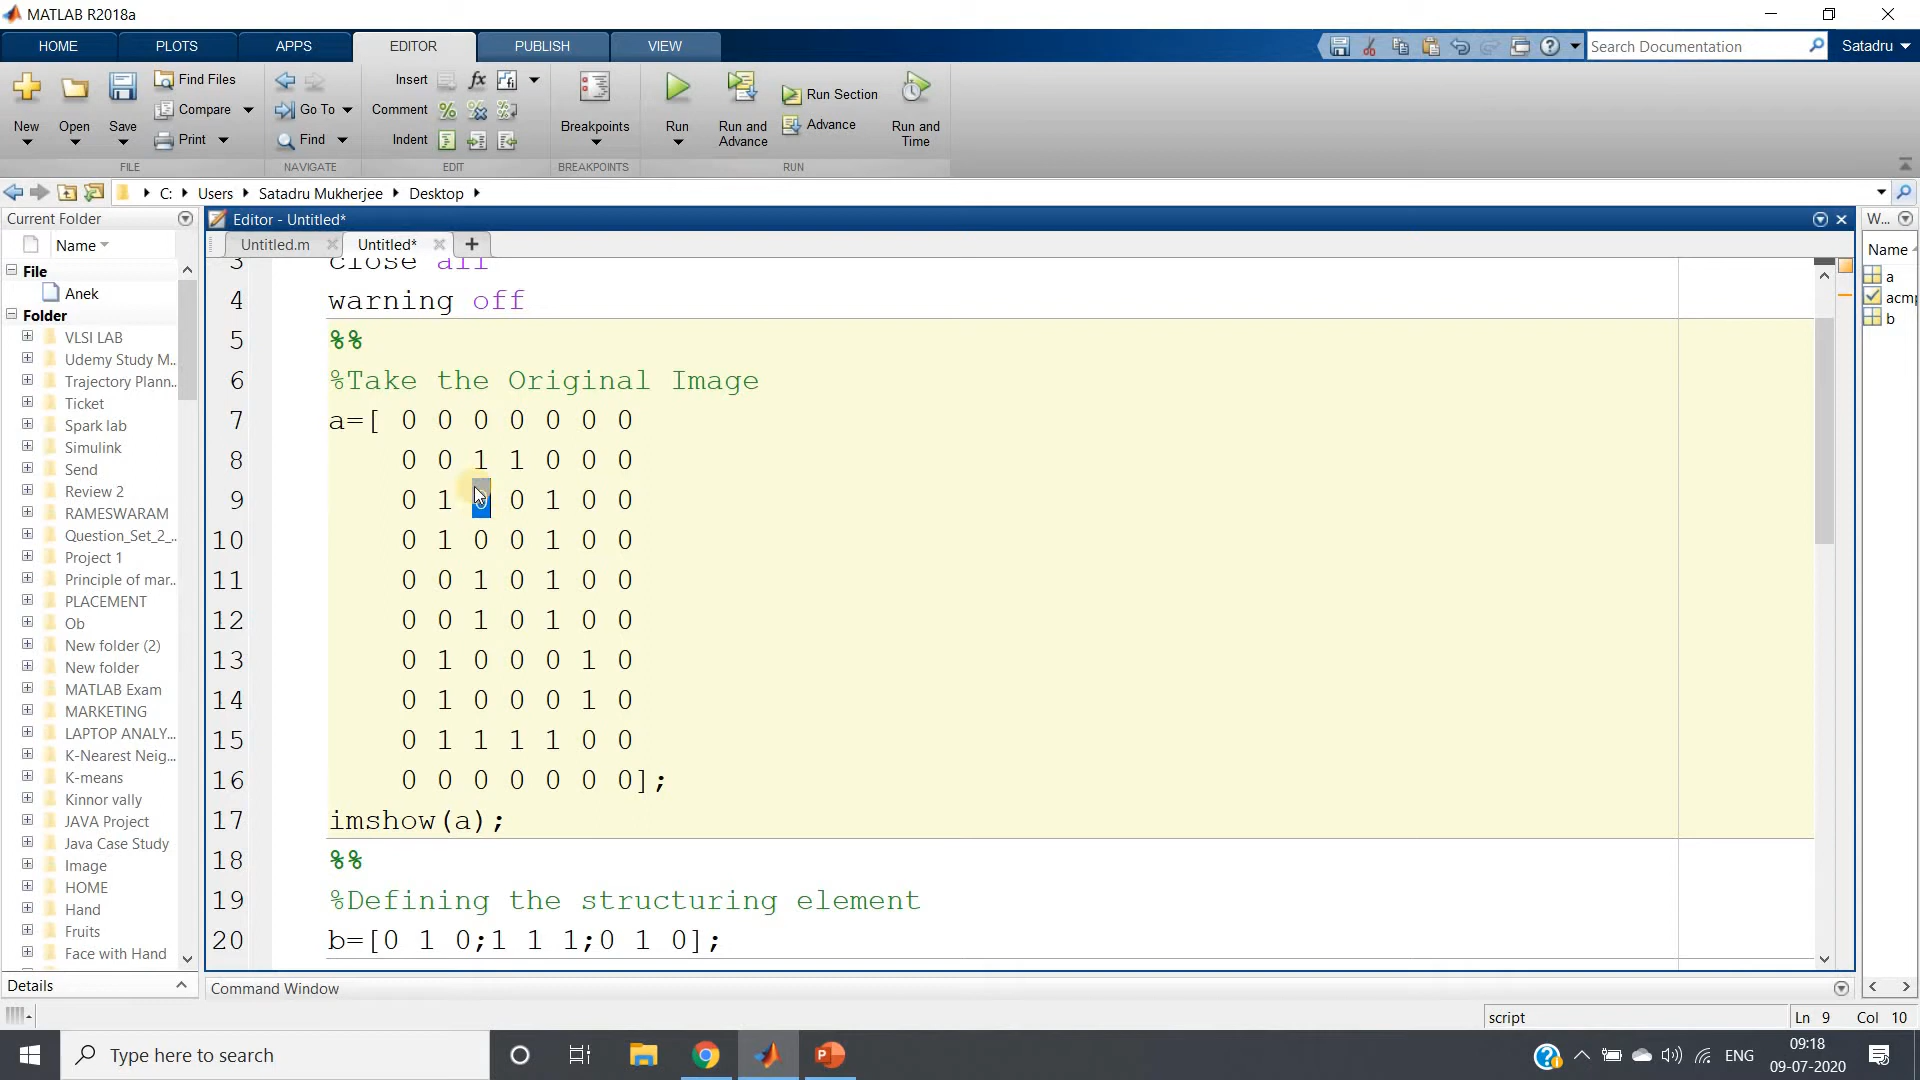 MATLAB R2018a
HOME PLOTS APPS EDITOR PUBLISH VIEW
Search Documentation
Satadru
New
Open
Save
Find Files
Compare
Print
Go To
Find
Insert
fx
Comment
Indent
Breakpoints
Run
Run and Advance
Run Section
Advance
Run and Time
FILE NAVIGATE EDIT BREAKPOINTS RUN
C: Users Satadru Mukherjee Desktop
Current Folder
Name
File
Anek
Folder
VLSI LAB
Udemy Study M...
Trajectory Plann...
Ticket
Spark lab
Simulink
Send
Review 2
RAMESWARAM
Question_Set_2_...
Project 1
Principle of mar...
PLACEMENT
Ob
New folder (2)
New folder
MATLAB Exam
MARKETING
LAPTOP ANALY...
K-Nearest Neig...
K-means
Kinnor vally
JAVA Project
Java Case Study
Image
HOME
Hand
Fruits
Face with Hand
Details
Editor - Untitled*
Untitled.m Untitled*
3 close all
4 warning off
5 %%
6 %Take the Original Image
7 a=[ 0 0 0 0 0 0 0
8 0 0 1 1 0 0 0
9 0 1 0 0 1 0 0
10 0 1 0 0 1 0 0
11 0 0 1 0 1 0 0
12 0 0 1 0 1 0 0
13 0 1 0 0 0 1 0
14 0 1 0 0 0 1 0
15 0 1 1 1 1 0 0
16 0 0 0 0 0 0 0];
17 imshow(a);
18 %%
19 %Defining the structuring element
20 b=[0 1 0;1 1 1;0 1 0];
Command Window
W...
Name
a
acmp
b
script
Ln 9 Col 10
Type here to search
ENG
09:18
09-07-2020